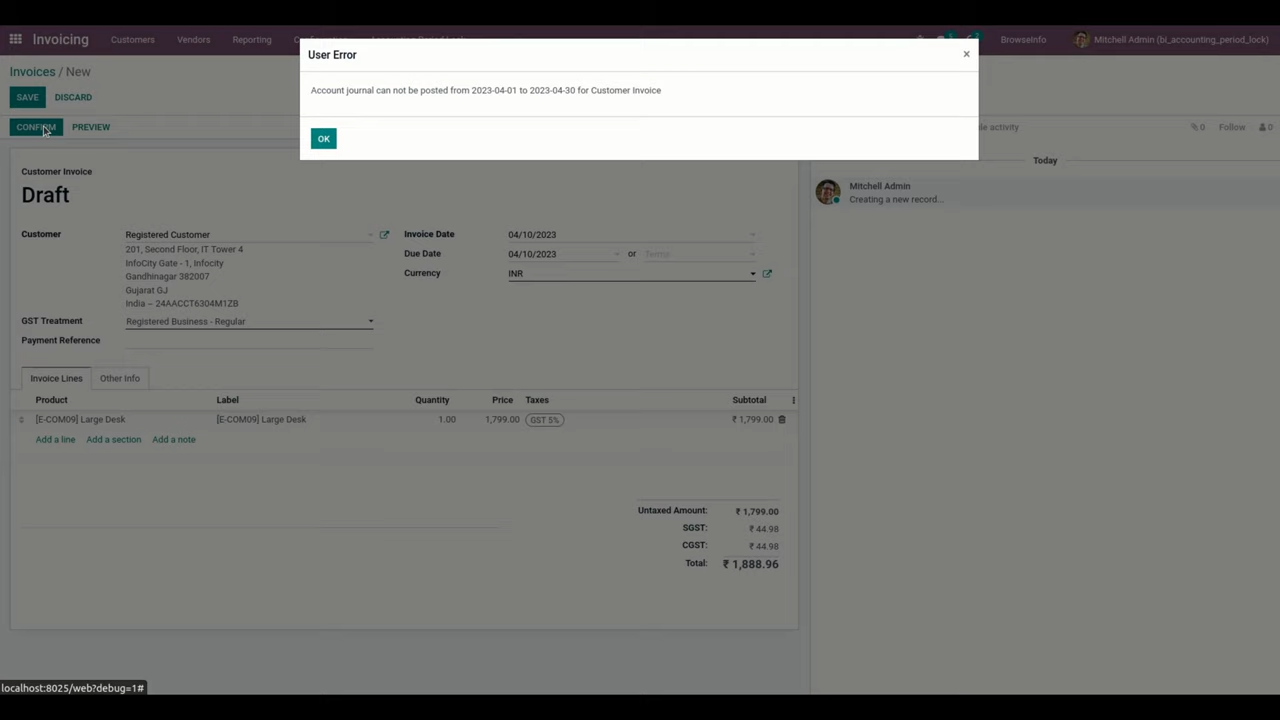 Invoicing Customers Vendors Reporting BrowseInfo Mitchell Admin (bi_accounting_period_lock)
User Error ×
Account journal can not be posted from 2023-04-01 to 2023-04-30 for Customer Invoice
OK
Invoices / New
SAVE DISCARD
CONFIRM PREVIEW activity 0 Follow 0
Customer Invoice
Draft
Today
Mitchell Admin
Creating a new record...
Customer Registered Customer Invoice Date 04/10/2023
201, Second Floor, IT Tower 4 Due Date 04/10/2023 or Terms
InfoCity Gate - 1, Infocity
Gandhinagar 382007 Currency INR
Gujarat GJ
India – 24AACCT6304M1ZB
GST Treatment Registered Business - Regular
Payment Reference
Invoice Lines Other Info
Product Label Quantity Price Taxes Subtotal
[E-COM09] Large Desk [E-COM09] Large Desk 1.00 1,799.00 GST 5% ₹ 1,799.00
Add a line Add a section Add a note
Untaxed Amount: ₹ 1,799.00
SGST: ₹ 44.98
CGST: ₹ 44.98
Total: ₹ 1,888.96
localhost:8025/web?debug=1#